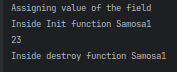 Assigning value of the field
Inside Init function Samosa1
23
Inside destroy function Samosa1